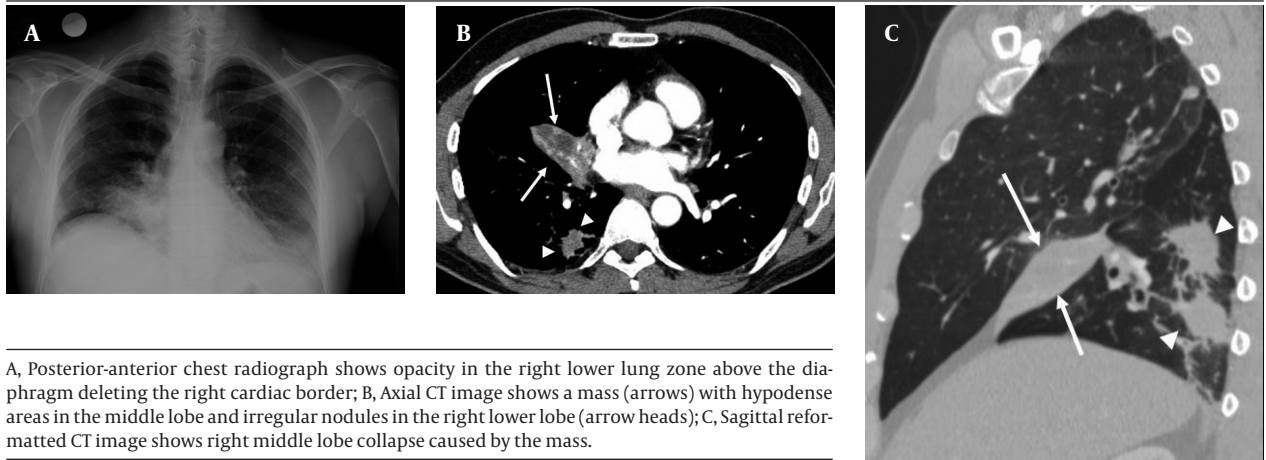 A
B
C
A, Posterior-anterior chest radiograph shows opacity in the right lower lung zone above the dia-
phragm deleting the right cardiac border; B, Axial CT image shows a mass (arrows) with hypodense
areas in the middle lobe and irregular nodules in the right lower lobe (arrow heads); C, Sagittal refor-
matted CT image shows right middle lobe collapse caused by the mass.